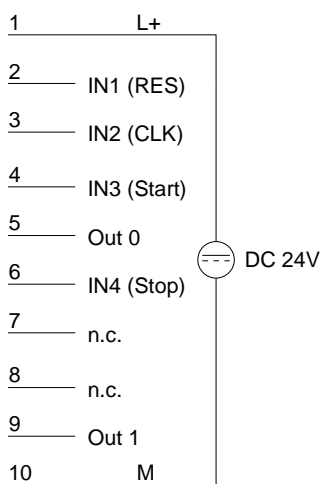 1 L+
2 IN1 (RES)
3 IN2 (CLK)
4 IN3 (Start)
5 Out 0
DC 24V
6 IN4 (Stop)
7 n.c.
8 n.c.
9 Out 1
10 M